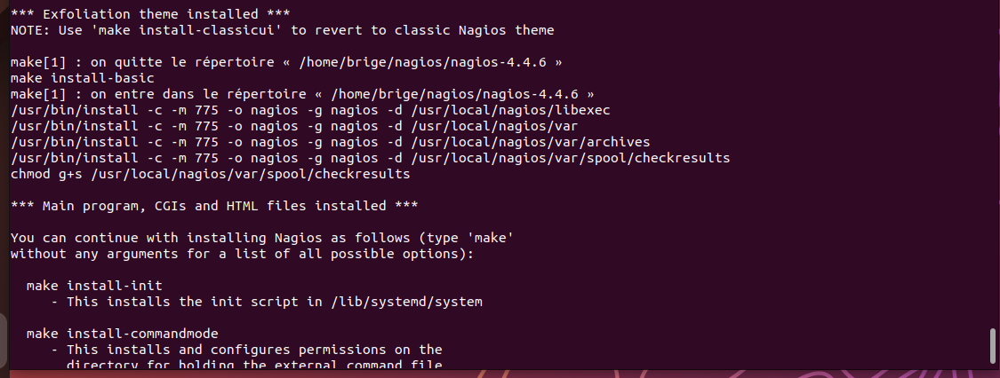 *** Exfoliation theme installed ***
NOTE: Use 'make install-classicui' to revert to classic Nagios theme
make[1] : on quitte le répertoire « /home/brige/nagios/nagios-4.4.6 »
make install-basic
make[1] : on entre dans le répertoire « /home/brige/nagios/nagios-4.4.6 »
/usr/bin/install -c -m 775 -o nagios -g nagios -d /usr/local/nagios/libexec
/usr/bin/install -c -m 775 -o nagios -g nagios -d /usr/local/nagios/var
/usr/bin/install -c -m 775 -o nagios -g nagios -d /usr/local/nagios/var/archives
/usr/bin/install -c -m 775 -o nagios -g nagios -d /usr/local/nagios/var/spool/checkresults
chmod g+s /usr/local/nagios/var/spool/checkresults
*** Main program, CGIs and HTML files installed ***
You can continue with installing Nagios as follows (type 'make'
without any arguments for a list of all possible options):
make install-init
- This installs the init script in /lib/systemd/system
make install-commandmode
- This installs and configures permissions on the
directory for holding the external command file